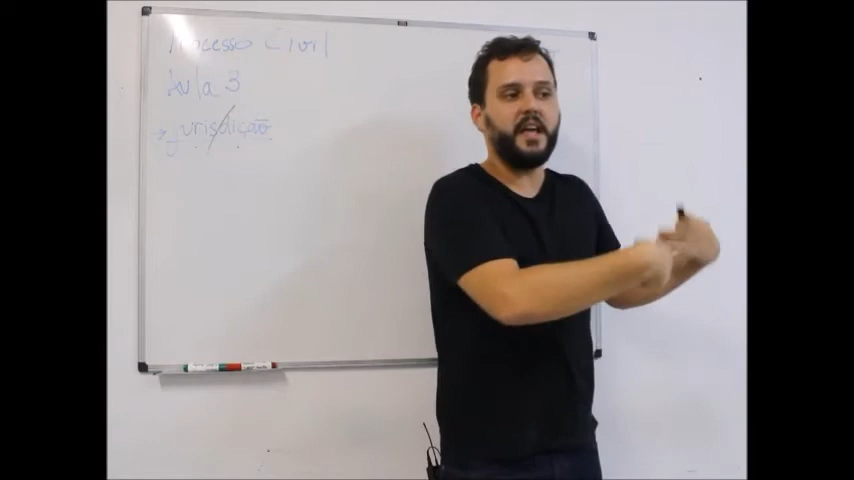 Processo Civil
Aula 3
→ jurisdição